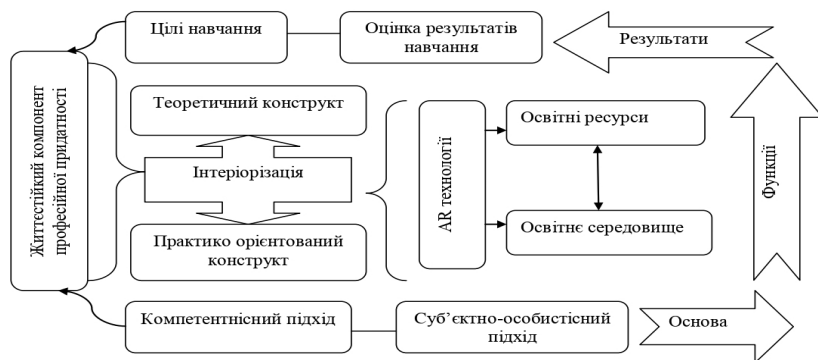 Цілі навчання
Оцінка результатів
навчання
Результати
Життєстійкий компонент
професійної придатності
Теоретичний конструкт
Інтеріорізація
Практико орієнтований
конструкт
AR технології
Освітні ресурси
Освітнє середовище
Функції
Компетентнісний підхід
Суб’єктно-особистісний
підхід
Основа